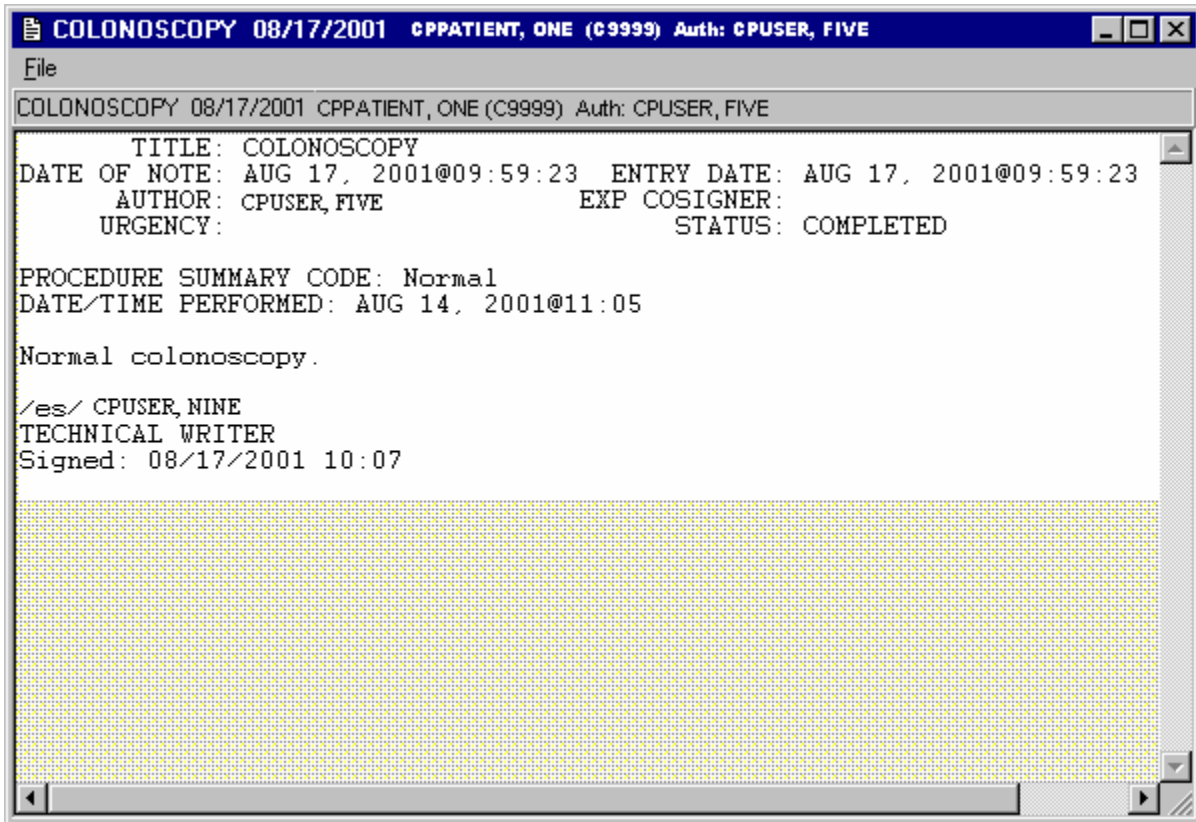 COLONOSCOPY 08/17/2001 CPPATIENT, ONE (C9999) Auth: CPUSER, FIVE
File
COLONOSCOPY 08/17/2001 CPPATIENT, ONE (C9999) Auth: CPUSER, FIVE
TITLE: COLONOSCOPY
DATE OF NOTE: AUG 17, 2001@09:59:23 ENTRY DATE: AUG 17, 2001@09:59:23
AUTHOR: CPUSER, FIVE EXP COSIGNER:
URGENCY: STATUS: COMPLETED
PROCEDURE SUMMARY CODE: Normal
DATE/TIME PERFORMED: AUG 14, 2001@11:05
Normal colonoscopy.
/es/ CPUSER, NINE
TECHNICAL WRITER
Signed: 08/17/2001 10:07